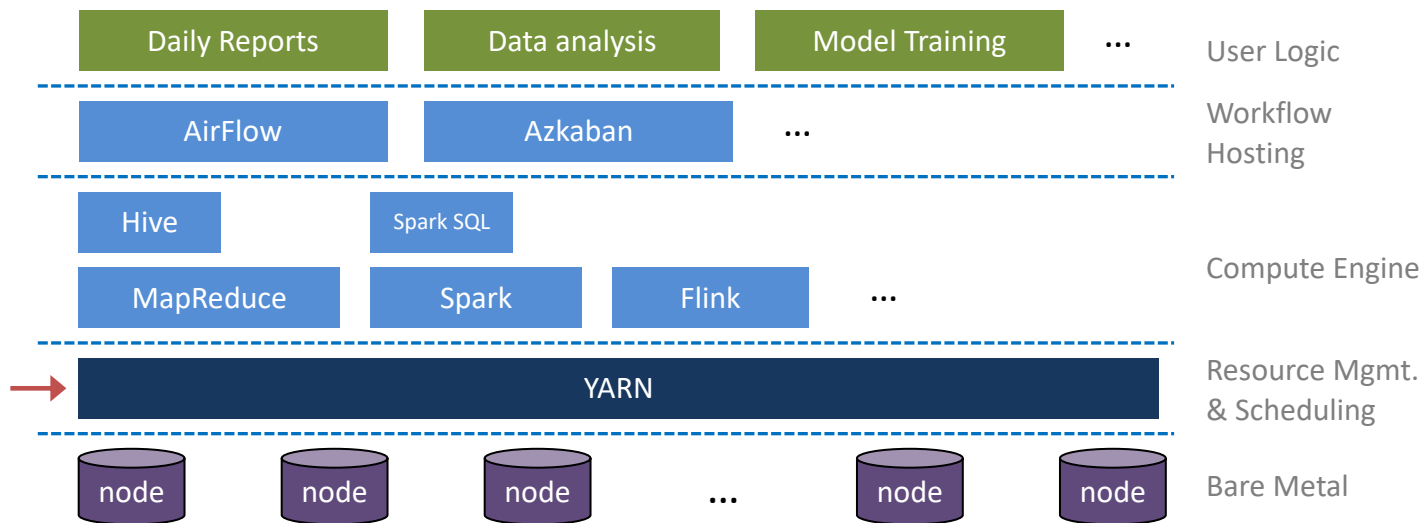 Daily Reports
Data analysis
Model Training
...
User Logic
AirFlow
Azkaban
...
Workflow
Hosting
Hive
Spark SQL
MapReduce
Spark
Flink
...
Compute Engine
YARN
Resource Mgmt.
& Scheduling
node
node
node
...
node
node
Bare Metal